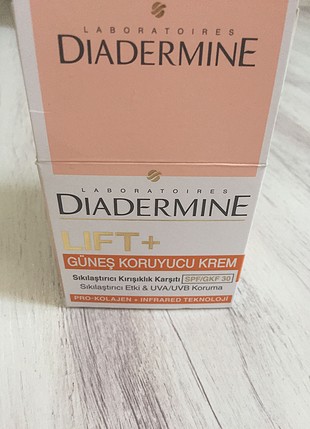 LABORATOIRES
DIADERMINE
LABORATOIRES
DIADERMINE
LIFT+
GÜNEŞ KORUYUCU KREM
Sıkılaştırıcı Kırışıklık Karşıtı SPF/GKF 30
Sıkılaştırıcı Etki & UVA/UVB Koruma
PRO-KOLAJEN + INFRARED TEKNOLOJİ